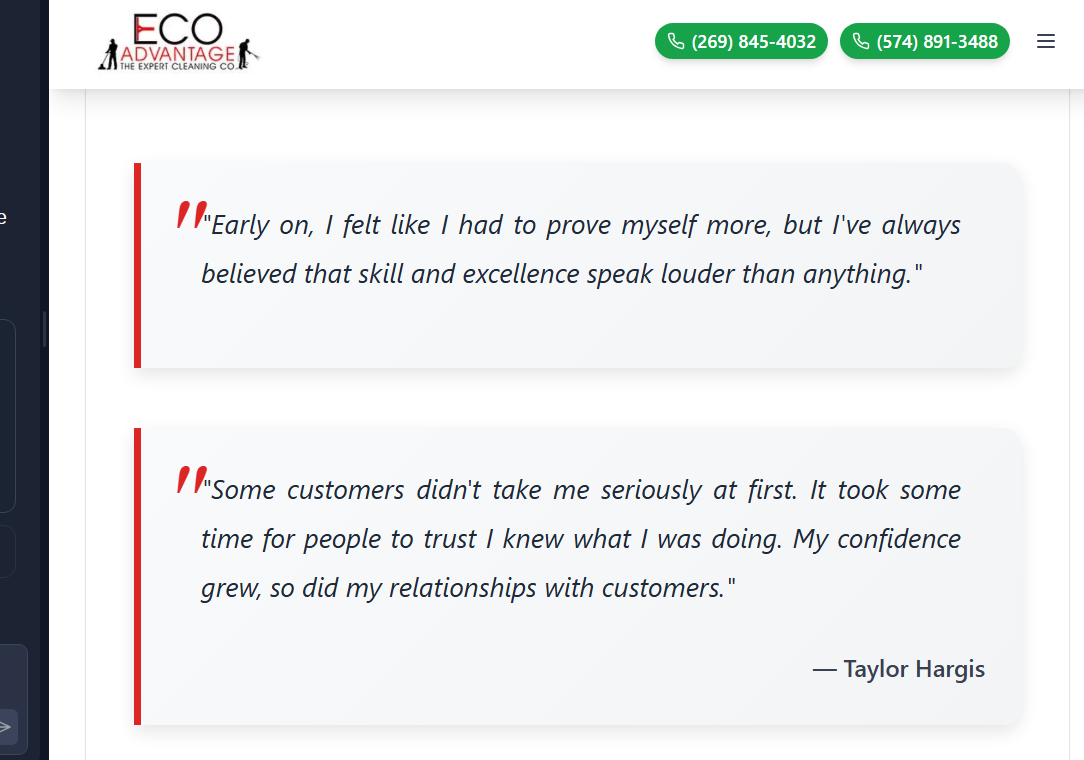 ECO
ADVANTAGE
THE EXPERT CLEANING CO.
(269) 845-4032
(574) 891-3488
e
"Early on, I felt like I had to prove myself more, but I've always
believed that skill and excellence speak louder than anything."
"Some customers didn't take me seriously at first. It took some
time for people to trust I knew what I was doing. My confidence
grew, so did my relationships with customers."
— Taylor Hargis